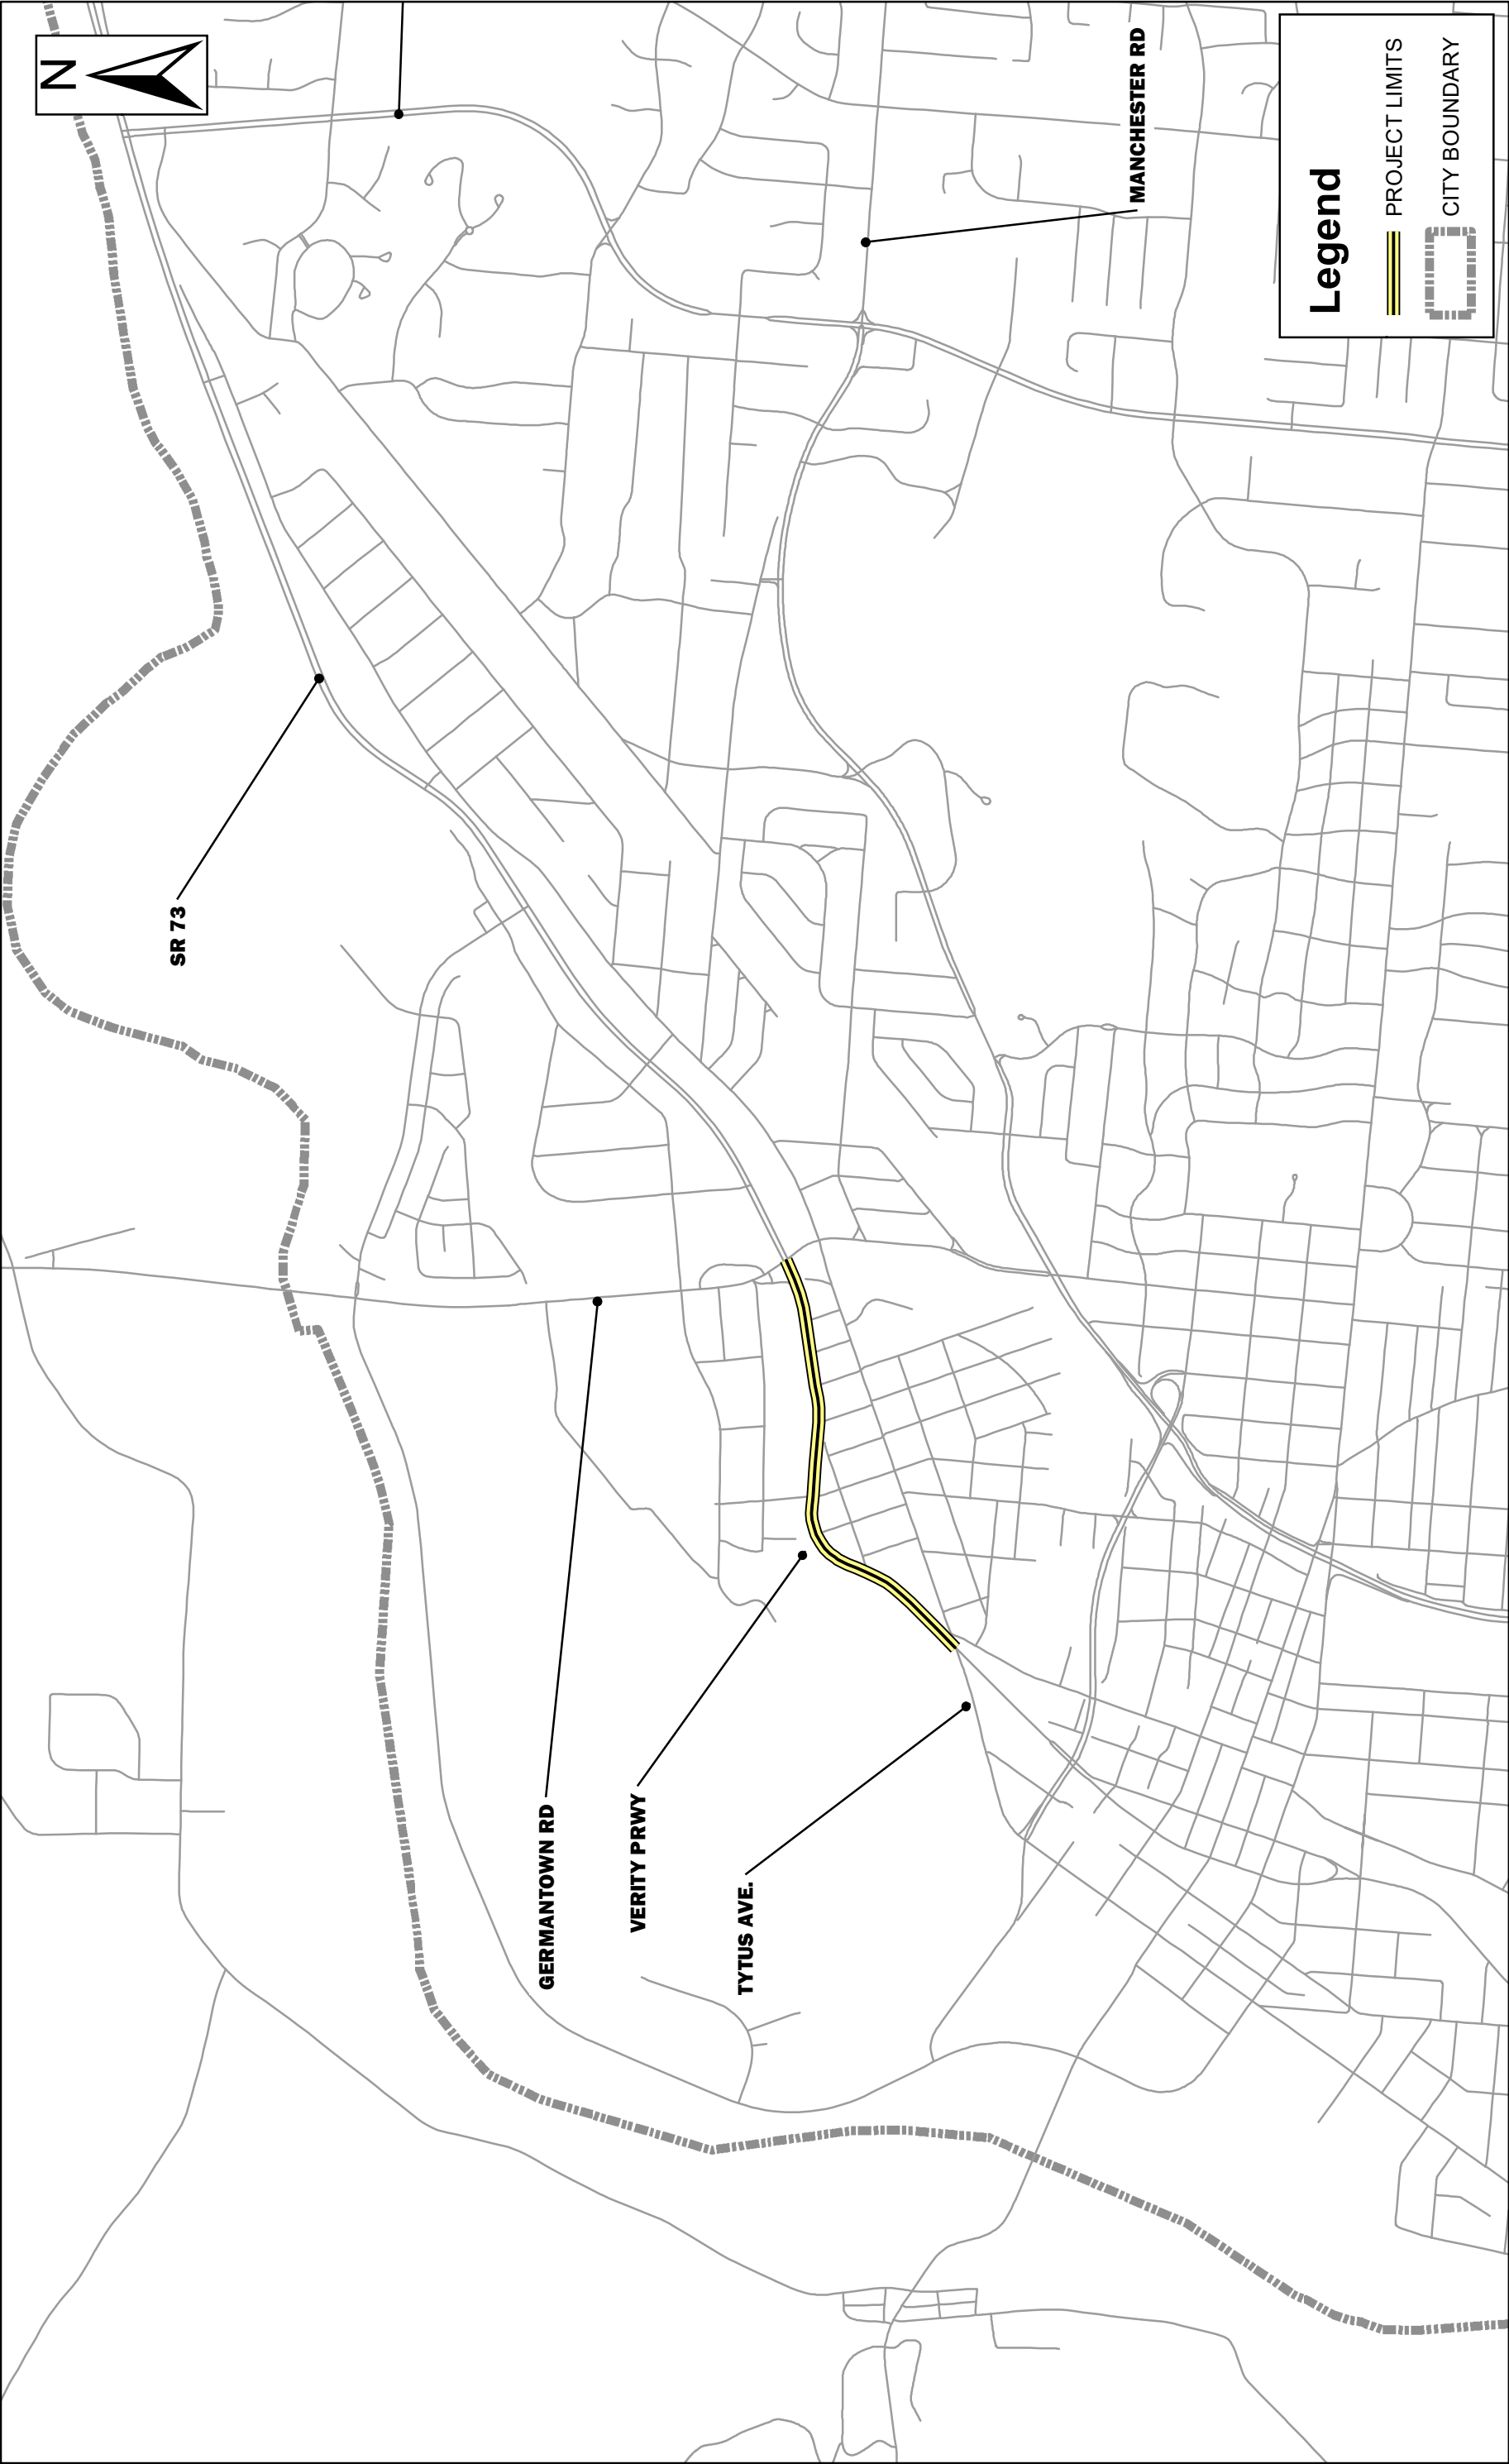 N
SR 73
MANCHESTER RD
GERMANTOWN RD
VERITY PRWY
TYTUS AVE.
Legend
PROJECT LIMITS
CITY BOUNDARY